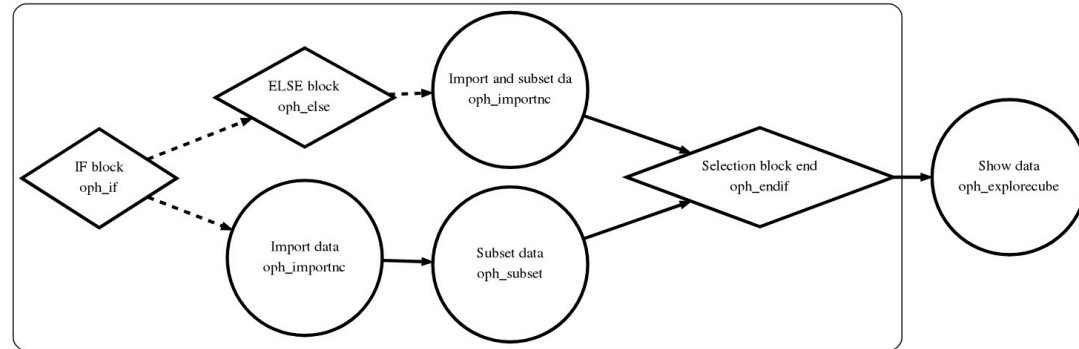 IF block
oph_if
ELSE block
oph_else
Import and subset da
oph_importnc
Import data
oph_importnc
Subset data
oph_subset
Selection block end
oph_endif
Show data
oph_explorecube